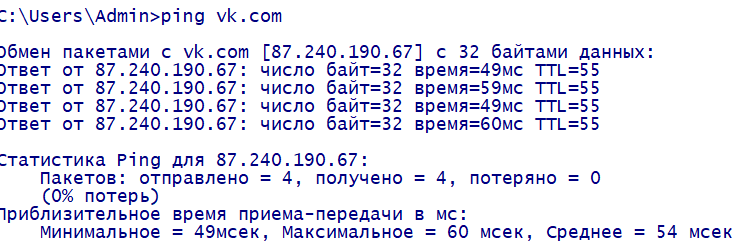 C:\Users\Admin>ping vk.com
Обмен пакетами с vk.com [87.240.190.67] с 32 байтами данных:
Ответ от 87.240.190.67: число байт=32 время=49мс TTL=55
Ответ от 87.240.190.67: число байт=32 время=59мс TTL=55
Ответ от 87.240.190.67: число байт=32 время=49мс TTL=55
Ответ от 87.240.190.67: число байт=32 время=60мс TTL=55
Статистика Ping для 87.240.190.67:
Пакетов: отправлено = 4, получено = 4, потеряно = 0
(0% потерь)
Приблизительное время приема-передачи в мс:
Минимальное = 49мсек, Максимальное = 60 мсек, Среднее = 54 мсек